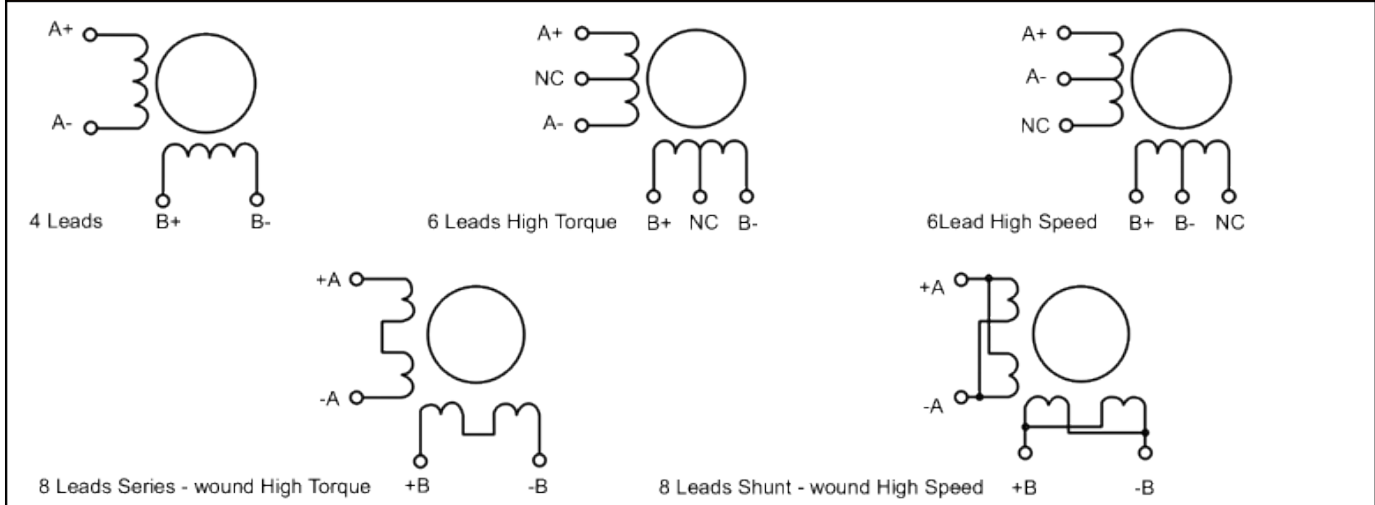 A+
A-
4 Leads
B+
B-
A+
NC
A-
6 Leads High Torque
B+ NC B-
A+
A-
NC
6Lead High Speed
B+ B- NC
+A
-A
8 Leads Series - wound High Torque
+B
-B
+A
-A
8 Leads Shunt - wound High Speed
+B
-B